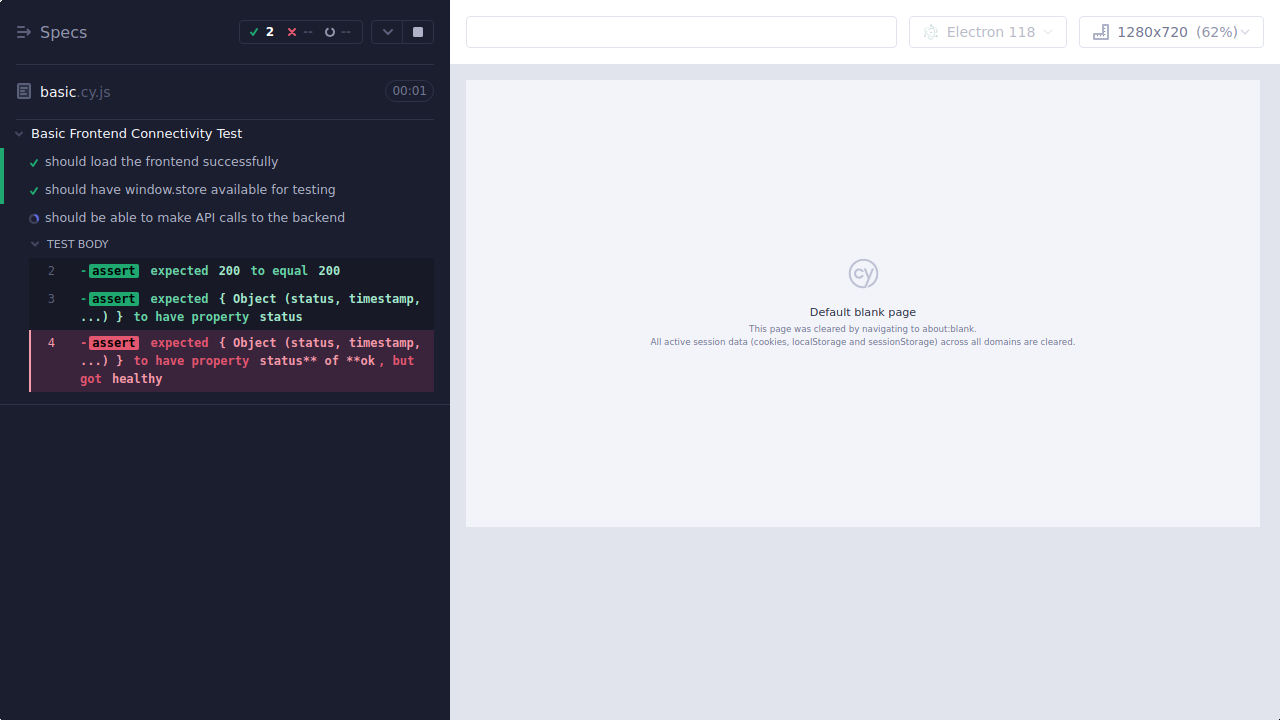 Specs
2
--
--
basic.cy.js
00:01
Basic Frontend Connectivity Test
should load the frontend successfully
should have window.store available for testing
should be able to make API calls to the backend
TEST BODY
2 -assert expected 200 to equal 200
3 -assert expected { Object (status, timestamp,
...) } to have property status
4 -assert expected { Object (status, timestamp,
...) } to have property status** of **ok, but
got healthy
Electron 118
1280x720 (62%)
cy
Default blank page
This page was cleared by navigating to about:blank.
All active session data (cookies, localStorage and sessionStorage) across all domains are cleared.